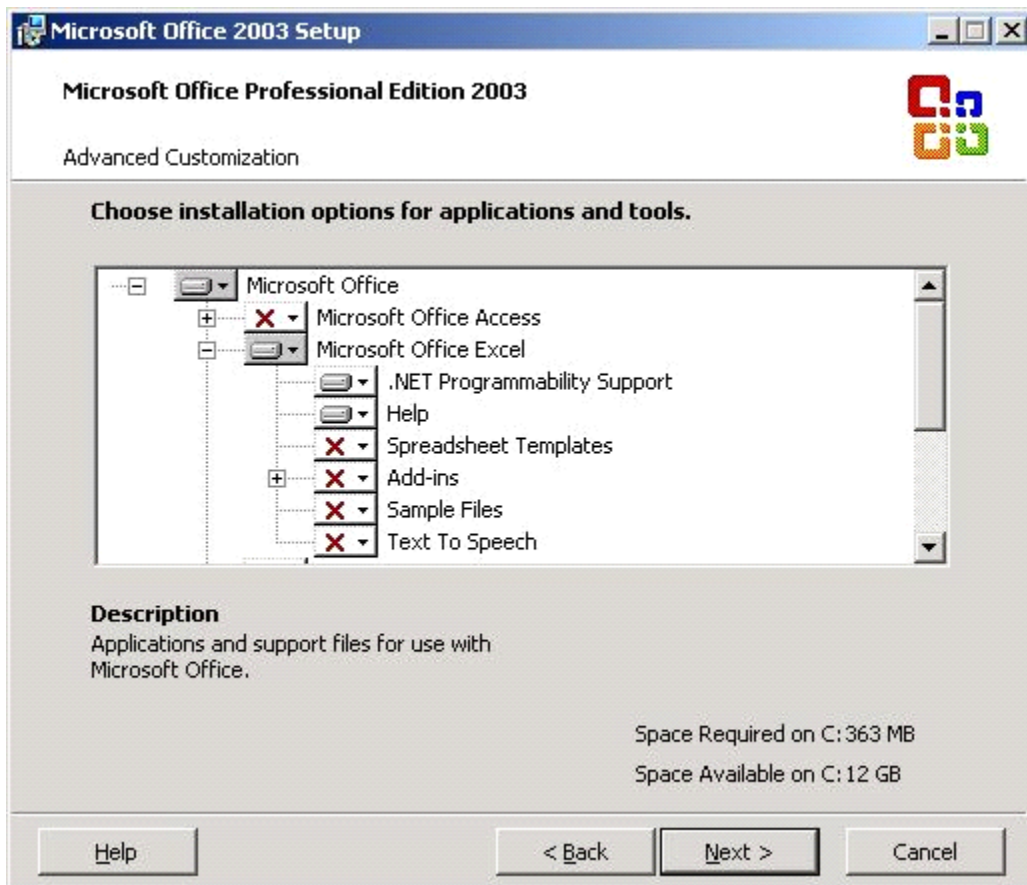 Microsoft Office 2003 Setup
Microsoft Office Professional Edition 2003
Advanced Customization
Choose installation options for applications and tools.
Microsoft Office
Microsoft Office Access
Microsoft Office Excel
.NET Programmability Support
Help
Spreadsheet Templates
Add-ins
Sample Files
Text To Speech
Description
Applications and support files for use with
Microsoft Office.
Space Required on C: 363 MB
Space Available on C: 12 GB
Help
< Back
Next >
Cancel